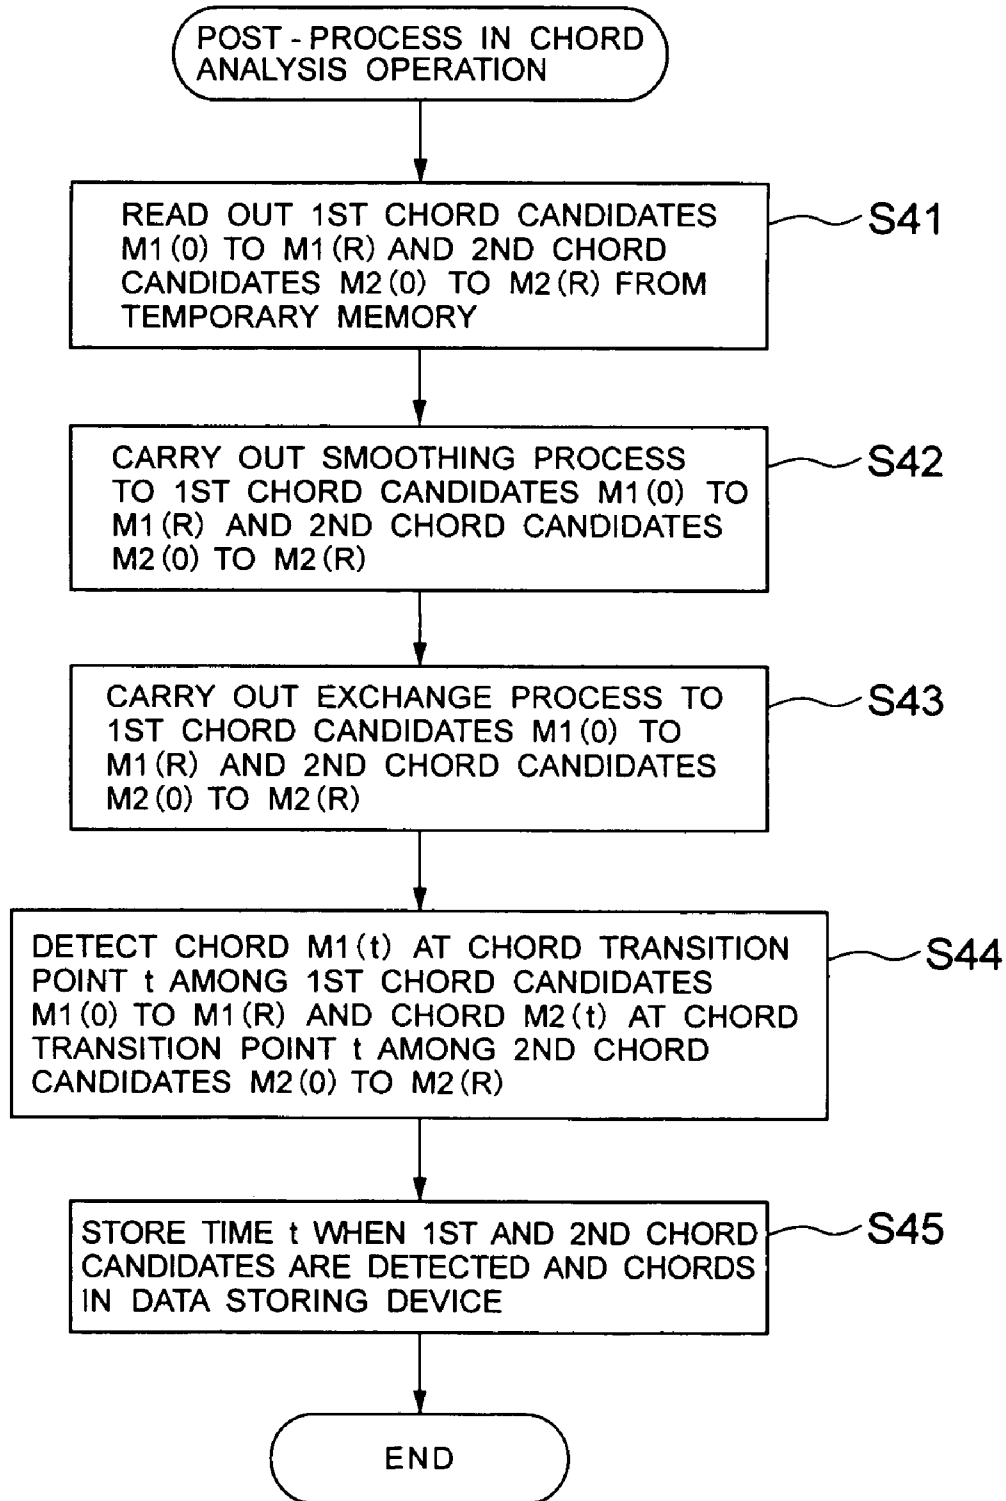 POST-PROCESS IN CHORD
ANALYSIS OPERATION
READ OUT 1ST CHORD CANDIDATES
M1(0) TO M1(R) AND 2ND CHORD
CANDIDATES M2(0) TO M2(R) FROM
TEMPORARY MEMORY
S41
CARRY OUT SMOOTHING PROCESS
TO 1ST CHORD CANDIDATES M1(0) TO
M1(R) AND 2ND CHORD CANDIDATES
M2(0) TO M2(R)
S42
CARRY OUT EXCHANGE PROCESS TO
1ST CHORD CANDIDATES M1(0) TO
M1(R) AND 2ND CHORD CANDIDATES
M2(0) TO M2(R)
S43
DETECT CHORD M1(t) AT CHORD TRANSITION
POINT t AMONG 1ST CHORD CANDIDATES
M1(0) TO M1(R) AND CHORD M2(t) AT CHORD
TRANSITION POINT t AMONG 2ND CHORD
CANDIDATES M2(0) TO M2(R)
S44
STORE TIME t WHEN 1ST AND 2ND CHORD
CANDIDATES ARE DETECTED AND CHORDS
IN DATA STORING DEVICE
S45
END